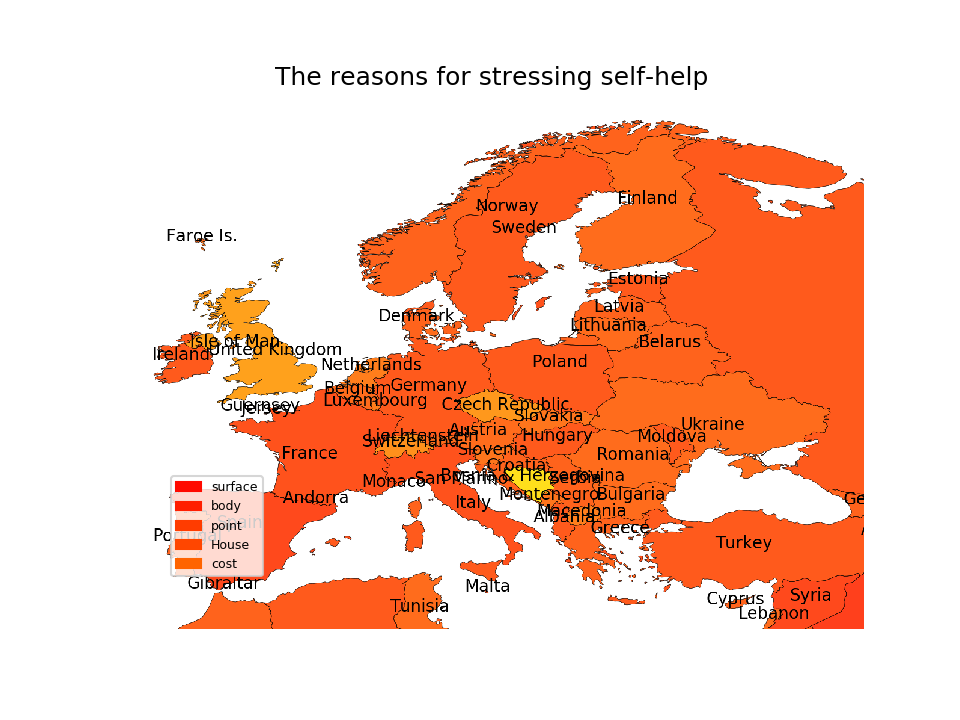 The reasons for stressing self-help
Norway
Finland
Sweden
Faroe Is.
Estonia
Latvia
Denmark
Lithuania
Isle of Man
Belarus
United Kingdom
Ireland
Poland
Netherlands
Germany
Belgium
Luxembourg
Guernsey
Jersey
Czech Republic
Slovakia
Ukraine
Austria
Liechtenstein
Hungary
Moldova
Switzerland
Slovenia
France
Romania
Croatia
Bosnia & Herzegovina
Serbia
San Marino
Monaco
Montenegro
Bulgaria
Andorra
Italy
Macedonia
Albania
Greece
Ge
surface
body
point
House
cost
Spain
Portugal
Turkey
Gibraltar
Malta
Tunisia
Cyprus
Syria
Lebanon